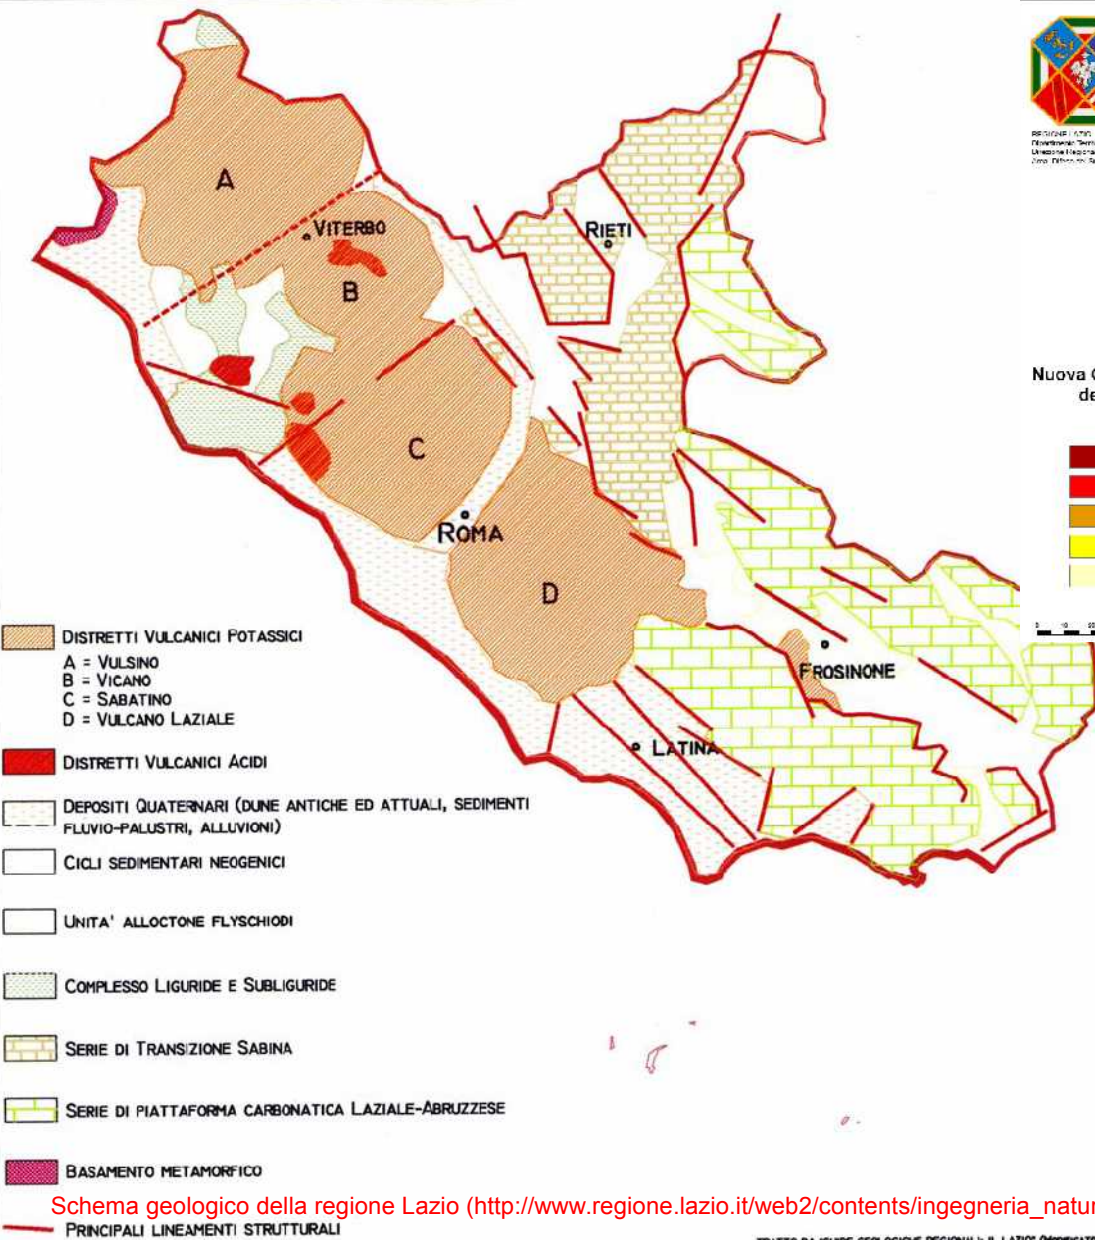 A
VITERBO
B
RIETI
C
ROMA
D
FROSINONE
LATINA
REGIONE LAZIO
Nuova
de
DISTRETTI VULCANICI POTASSICI
A = VULSINO
B = VICANO
C = SABATINO
D = VULCANO LAZIALE
DISTRETTI VULCANICI ACIDI
DEPOSITI QUATERNARI (DUNE ANTICHE ED ATTUALI, SEDIMENTI
FLUVIO-PALUSTRI, ALLUVIONI)
CICLI SEDIMENTARI NEOGENICI
UNITA' ALLOCTONE FLYSCHIODI
COMPLESSO LIGURIDE E SUBLIGURIDE
SERIE DI TRANSIZIONE SABINA
SERIE DI PIATTAFORMA CARBONATICA LAZIALE-ABRUZZESE
BASAMENTO METAMORFICO
Schema geologico della regione Lazio (http://www.regione.lazio.it/web2/contents/ingegneria_natur
PRINCIPALI LINEAMENTI STRUTTURALI